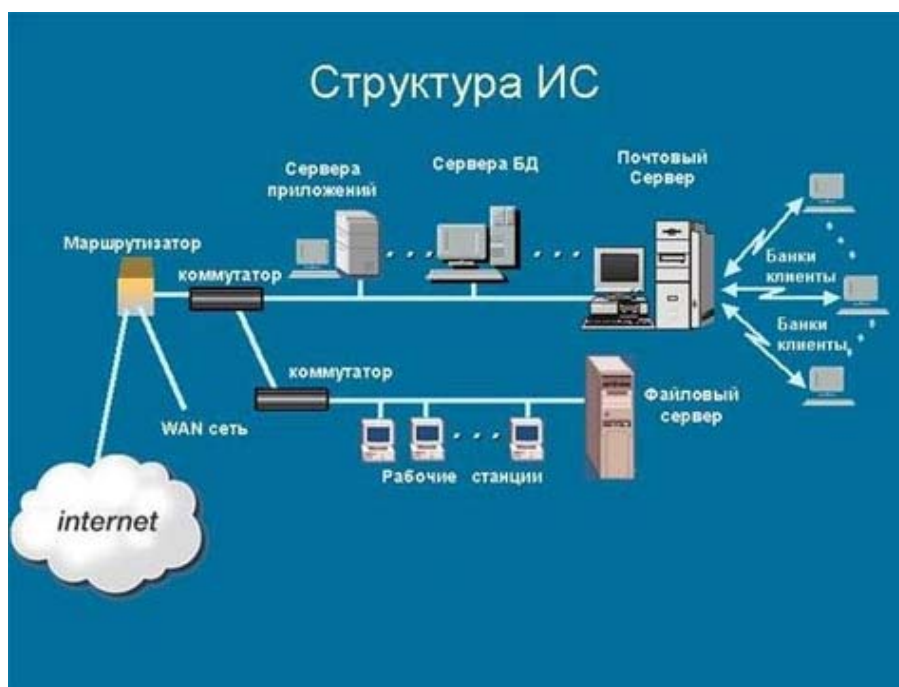 Структура ИС
Сервера
приложений
Сервера БД
Почтовый
Сервер
Маршрутизатор
коммутатор
Банки
клиенты
Банки
клиенты
коммутатор
Файловый
сервер
WAN сеть
Рабочие станции
internet